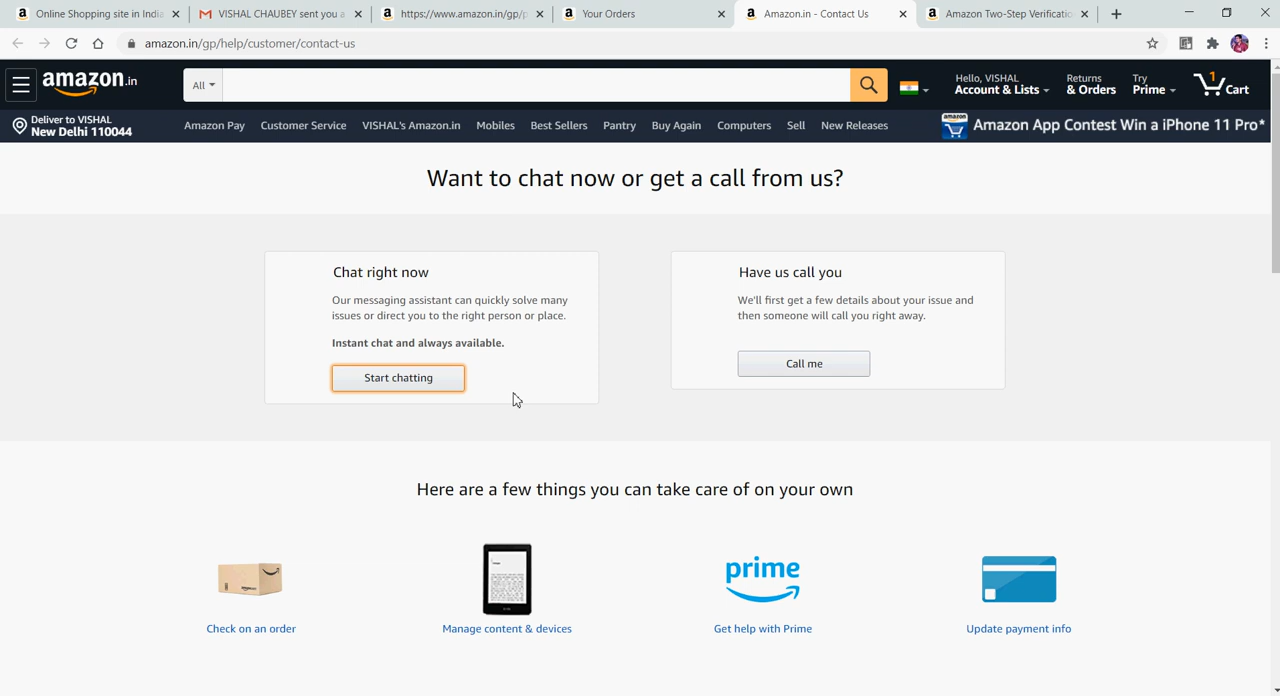 Online Shopping site in India
VISHAL CHAUBEY sent you a
https://www.amazon.in/gp/p
Your Orders
Amazon.in - Contact Us
Amazon Two-Step Verificatio
amazon.in/gp/help/customer/contact-us
amazon.in
All
Hello, VISHAL
Account & Lists
Returns
& Orders
Try
Prime
1
Cart
Deliver to VISHAL
New Delhi 110044
Amazon Pay
Customer Service
VISHAL's Amazon.in
Mobiles
Best Sellers
Pantry
Buy Again
Computers
Sell
New Releases
amazon
Amazon App Contest Win a iPhone 11 Pro*
Want to chat now or get a call from us?
Chat right now
Our messaging assistant can quickly solve many
issues or direct you to the right person or place.
Instant chat and always available.
Start chatting
Have us call you
We'll first get a few details about your issue and
then someone will call you right away.
Call me
Here are a few things you can take care of on your own
prime
Check on an order
Manage content & devices
Get help with Prime
Update payment info